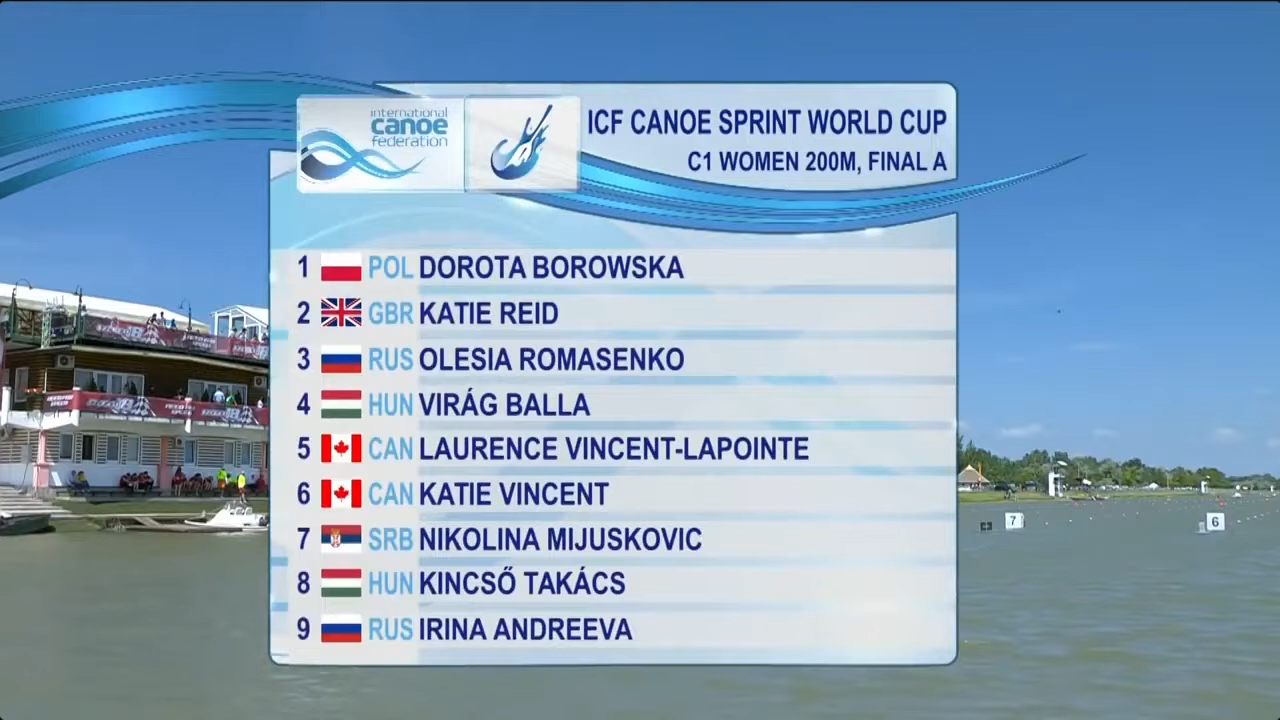 international
canoe
federation
ICF CANOE SPRINT WORLD CUP
C1 WOMEN 200M, FINAL A
1 POL DOROTA BOROWSKA
2 GBR KATIE REID
3 RUS OLESIA ROMASENKO
4 HUN VIRÁG BALLA
5 CAN LAURENCE VINCENT-LAPOINTE
6 CAN KATIE VINCENT
7 SRB NIKOLINA MIJUSKOVIC
8 HUN KINCSŐ TAKÁCS
9 RUS IRINA ANDREEVA
7
6